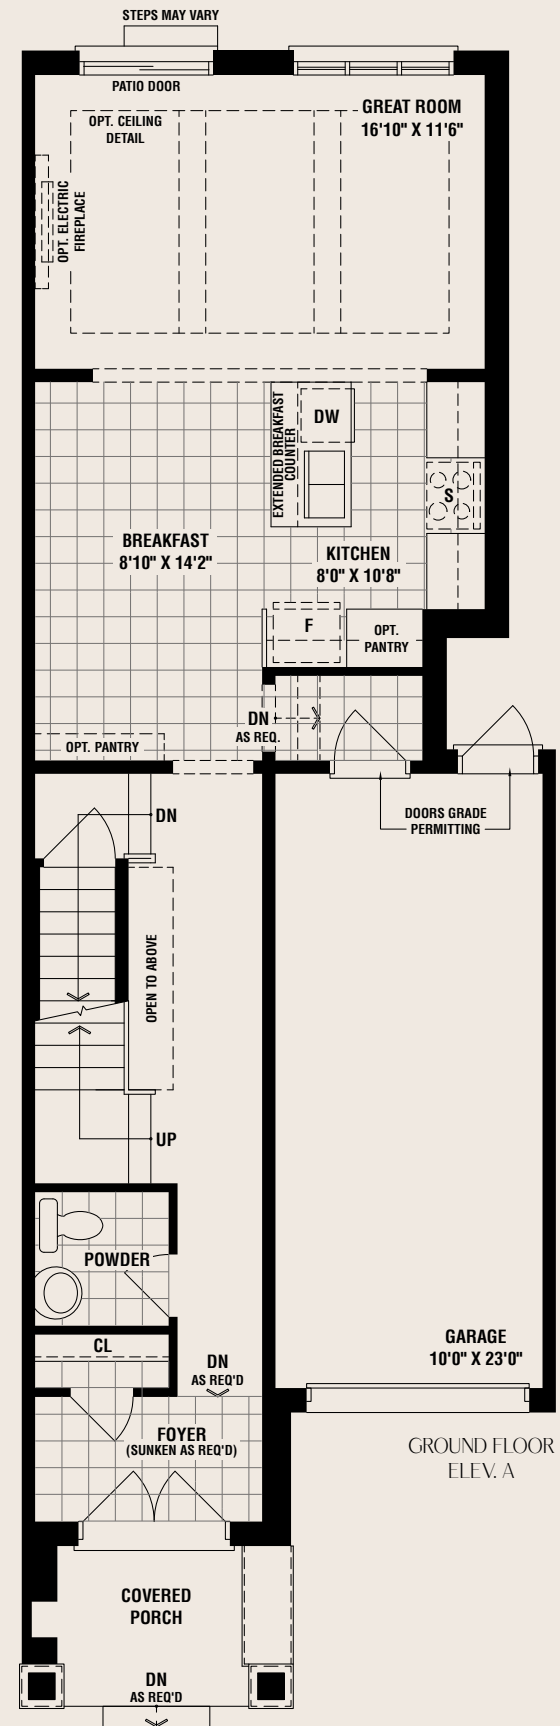 STEPS MAY VARY
PATIO DOOR
OPT. CEILING
DETAIL
GREAT ROOM
16'10" X 11'6"
OPT. ELECTRIC
FIREPLACE
EXTENDED BREAKFAST
COUNTER
DW
S
BREAKFAST
8'10" X 14'2"
KITCHEN
8'0" X 10'8"
F
OPT.
PANTRY
DN
AS REQ.
OPT. PANTRY
DOORS GRADE
PERMITTING
DN
OPEN TO ABOVE
UP
POWDER
CL
DN
AS REQ'D
GARAGE
10'0" X 23'0"
FOYER
(SUNKEN AS REQ'D)
GROUND FLOOR
ELEV. A
COVERED
PORCH
DN
AS REQ'D